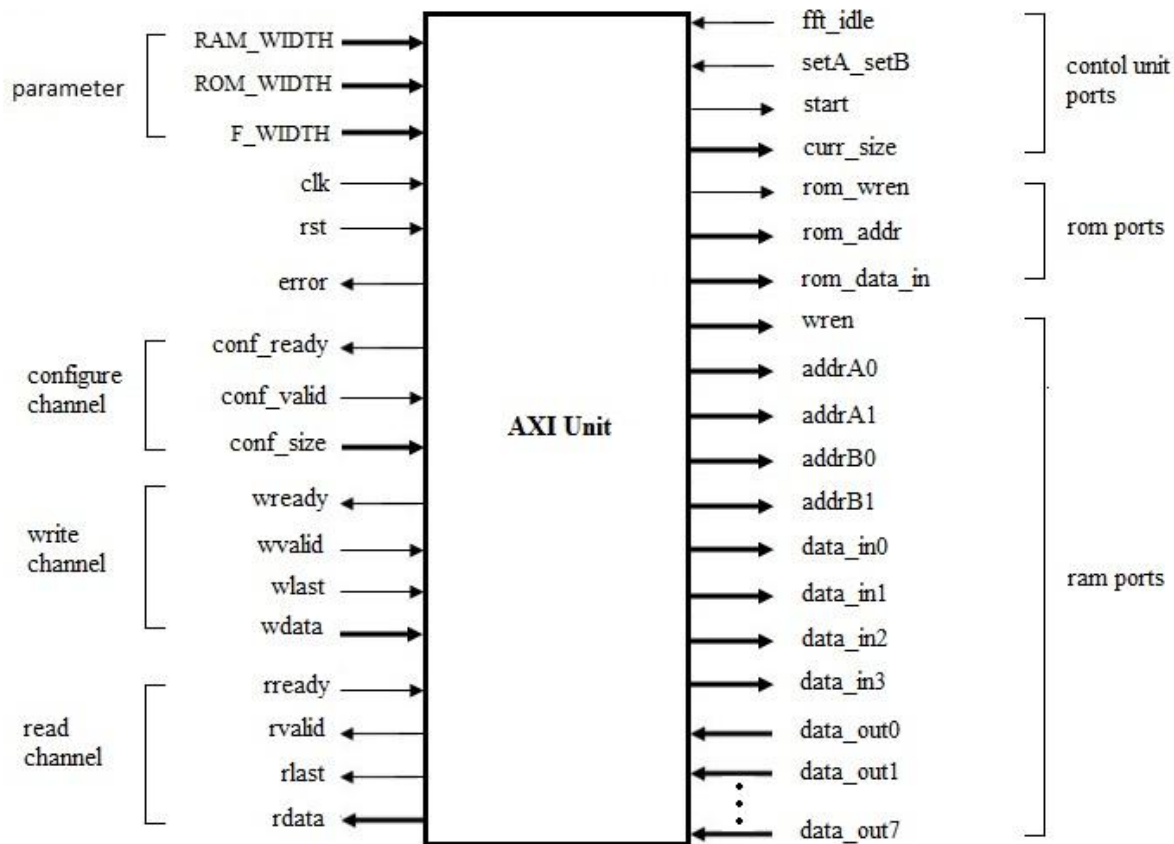 parameter
RAM_WIDTH
ROM_WIDTH
F_WIDTH
clk
rst
error
configure
channel
conf_ready
conf_valid
conf_size
write
channel
wready
wvalid
wlast
wdata
read
channel
rready
rvalid
rlast
rdata
AXI Unit
fft_idle
setA_setB
start
curr_size
contol unit
ports
rom_wren
rom_addr
rom_data_in
rom ports
wren
addrA0
addrA1
addrB0
addrB1
data_in0
data_in1
data_in2
data_in3
data_out0
data_out1
data_out7
ram ports